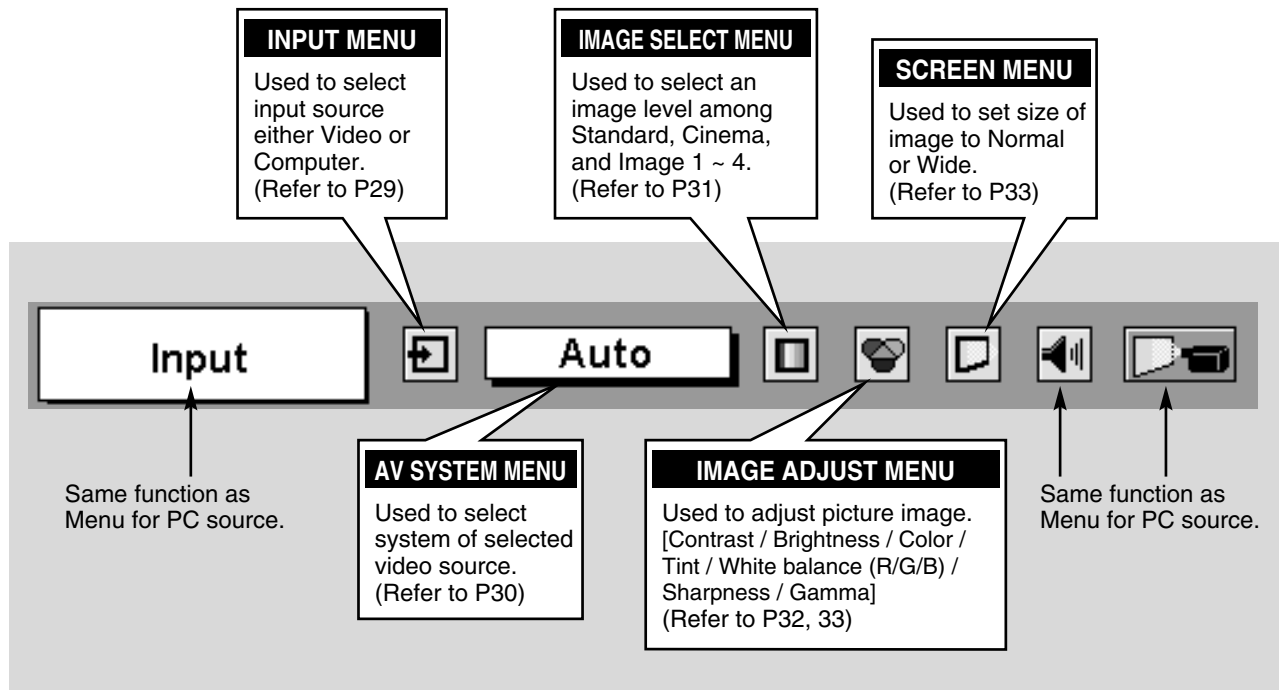 INPUT MENU
Used to select
input source
either Video or
Computer.
(Refer to P29)
IMAGE SELECT MENU
Used to select an
image level among
Standard, Cinema,
and Image 1 ~ 4.
(Refer to P31)
SCREEN MENU
Used to set size of
image to Normal
or Wide.
(Refer to P33)
Input
Auto
Same function as
Menu for PC source.
AV SYSTEM MENU
Used to select
system of selected
video source.
(Refer to P30)
IMAGE ADJUST MENU
Used to adjust picture image.
[Contrast / Brightness / Color /
Tint / White balance (R/G/B) /
Sharpness / Gamma]
(Refer to P32, 33)
Same function as
Menu for PC source.